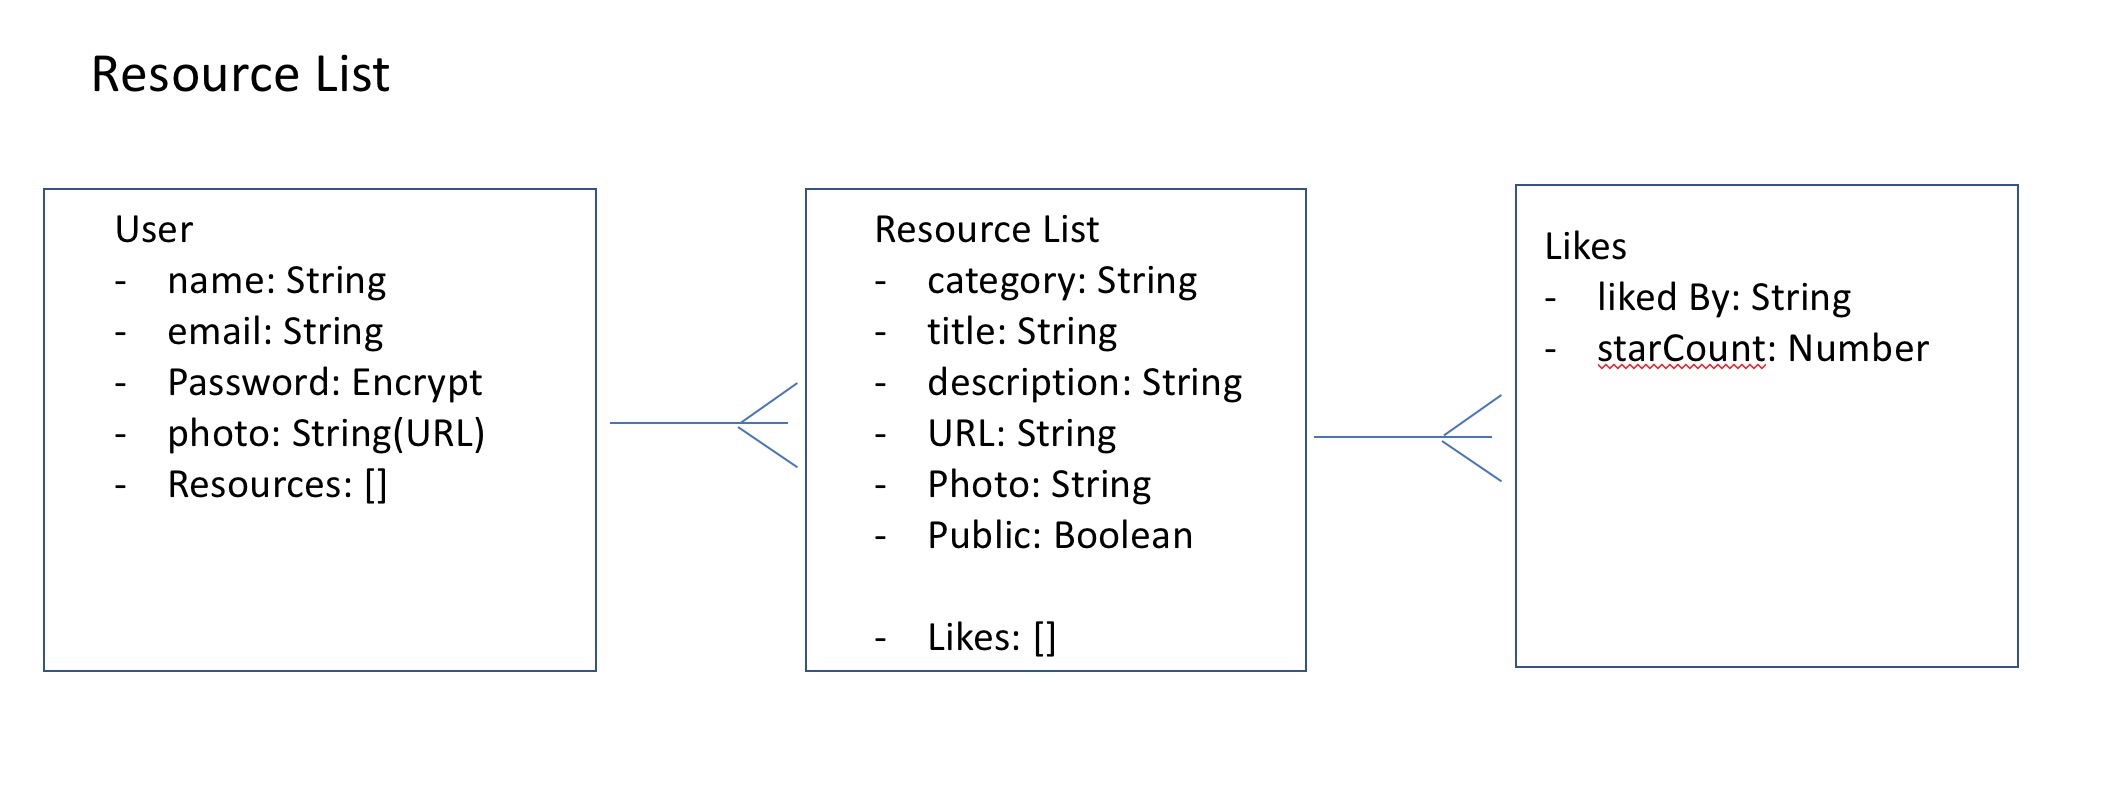 Resource List
User
- name: String
- email: String
- Password: Encrypt
- photo: String(URL)
- Resources: []
Resource List
- category: String
- title: String
- description: String
- URL: String
- Photo: String
- Public: Boolean
- Likes: []
Likes
- liked By: String
- starCount: Number